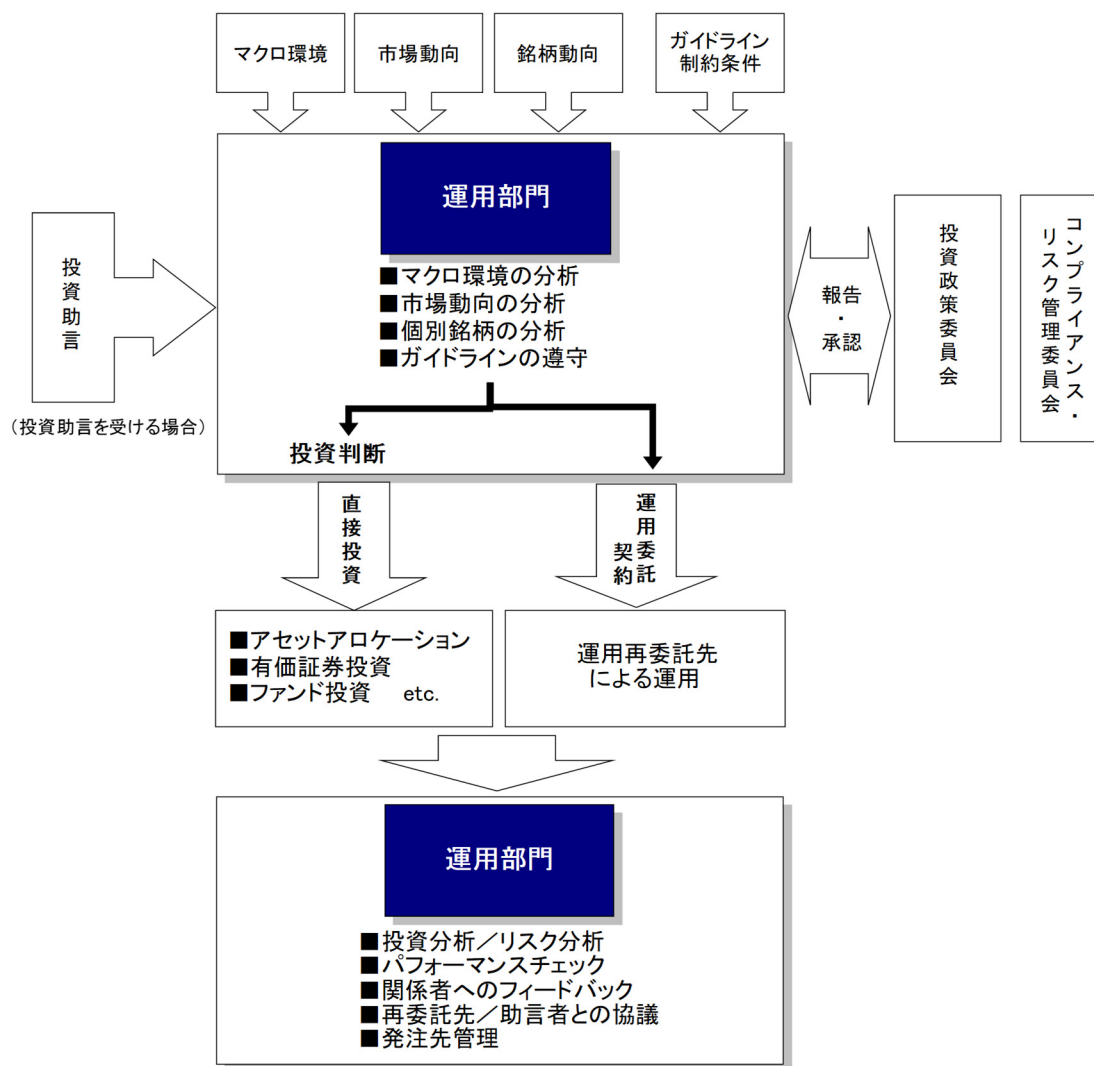 マクロ環境
市場動向
銘柄動向
ガイドライン
制約条件
運用部門
■マクロ環境の分析
■市場動向の分析
■個別銘柄の分析
■ガイドラインの遵守
投資助言
(投資助言を受ける場合)
報告
・
承認
投資政策委員会
コンプライアンス・
リスク管理委員会
投資判断
直接投資
運用委託
契約
■アセットアロケーション
■有価証券投資
■ファンド投資 etc.
運用再委託先
による運用
運用部門
■投資分析／リスク分析
■パフォーマンスチェック
■関係者へのフィードバック
■再委託先／助言者との協議
■発注先管理